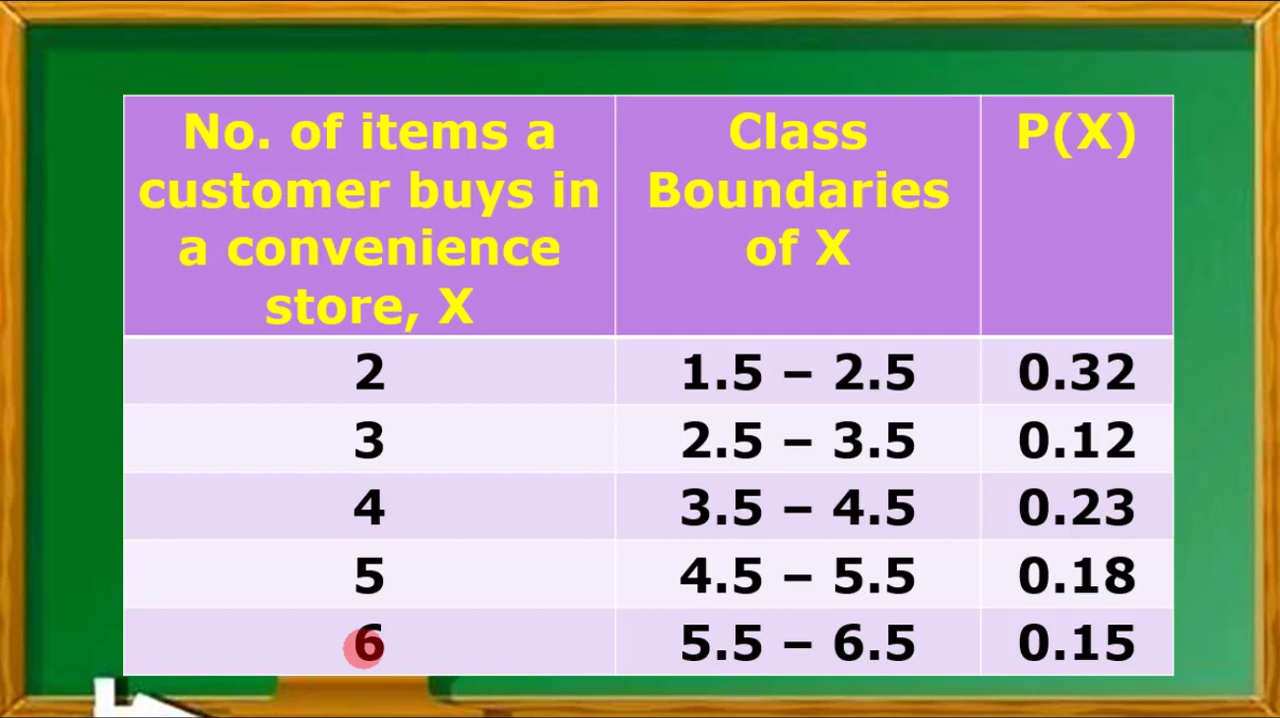 No. of items a
customer buys in
a convenience
store, X
Class
Boundaries
of X
P(X)
2 1.5 – 2.5 0.32
3 2.5 – 3.5 0.12
4 3.5 – 4.5 0.23
5 4.5 – 5.5 0.18
6 5.5 – 6.5 0.15